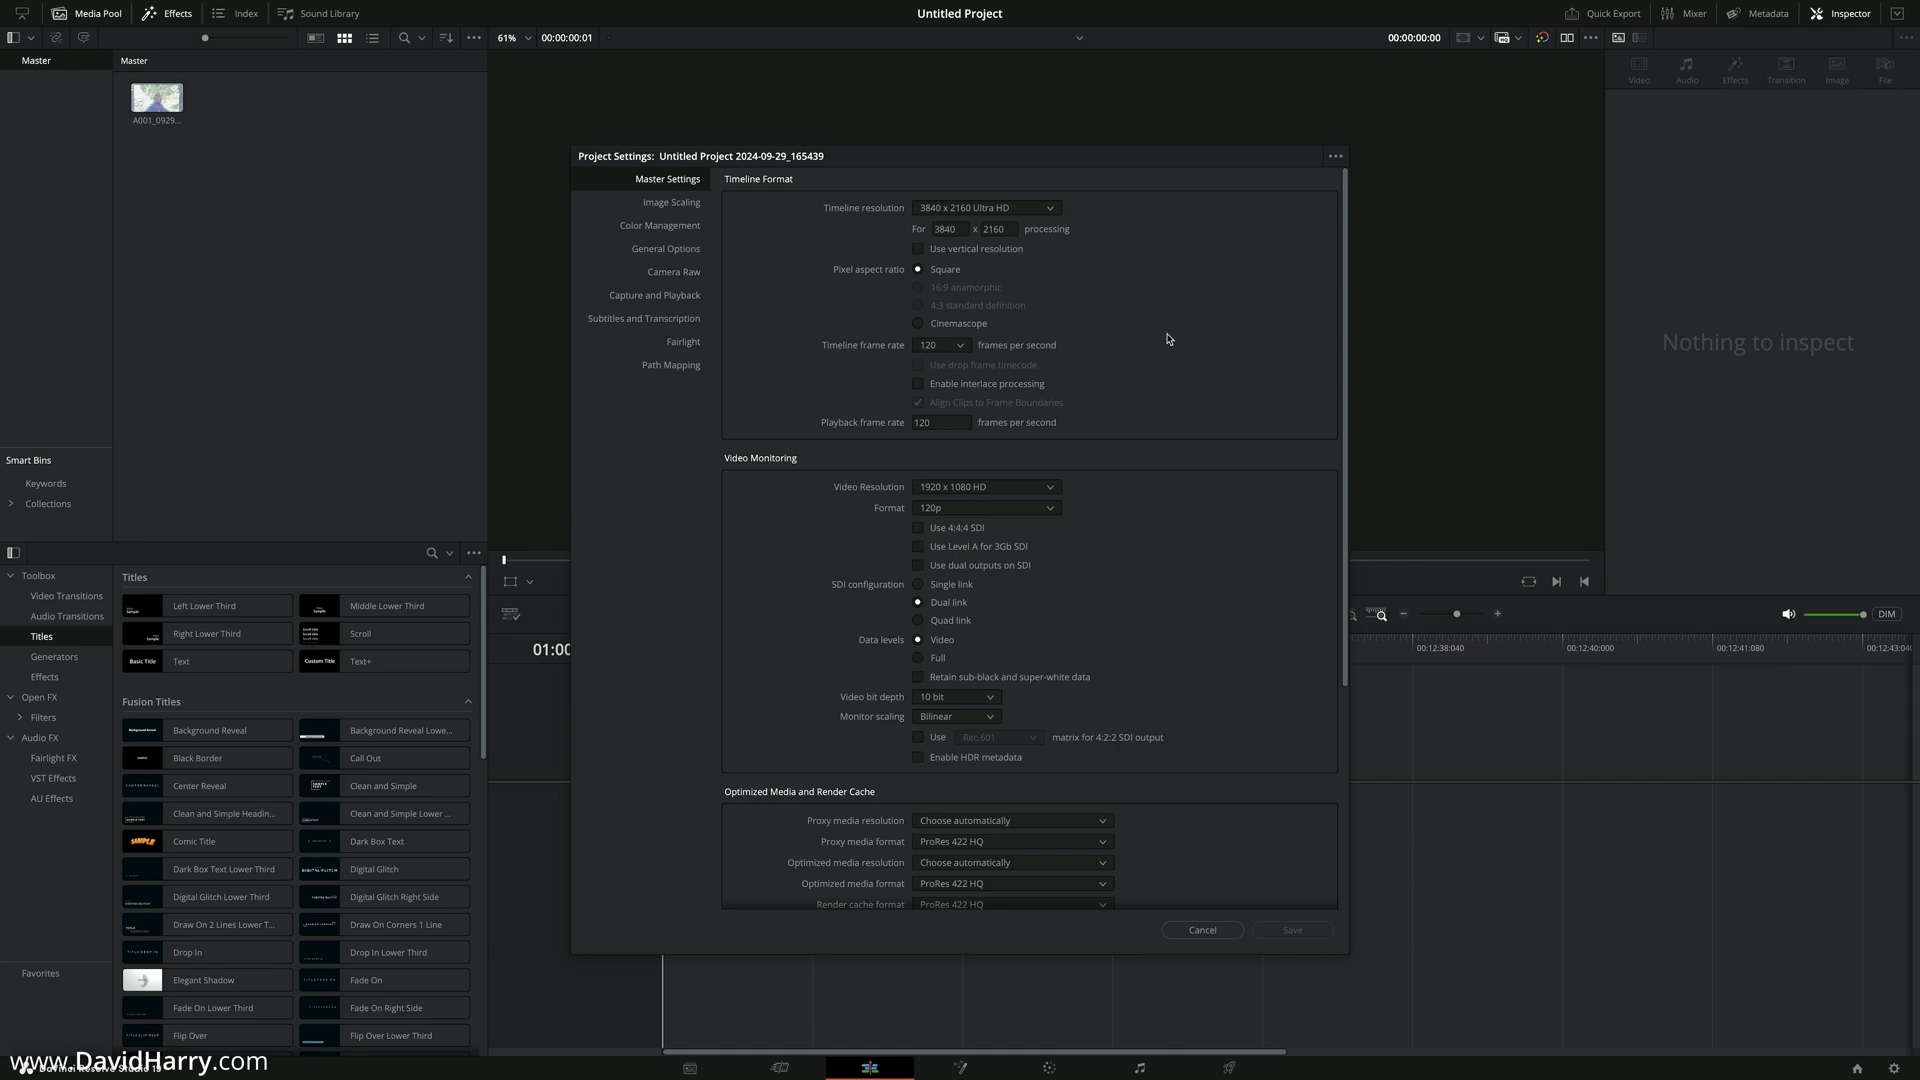 Media Pool
Effects
Index
Sound Library
Untitled Project
Quick Export
Mixer
Metadata
Inspector
61%
00:00:00:01
00:00:00:00
Master
Master
A001_0929...
Video
Audio
Effects
Transition
Image
File
Nothing to inspect
Project Settings: Untitled Project 2024-09-29_165439
Master Settings
Image Scaling
Color Management
General Options
Camera Raw
Capture and Playback
Subtitles and Transcription
Fairlight
Path Mapping
Timeline Format
Timeline resolution 3840 x 2160 Ultra HD
For 3840 x 2160 processing
Use vertical resolution
Pixel aspect ratio Square
16:9 anamorphic
4:3 standard definition
Cinemascope
Timeline frame rate 120 frames per second
Use drop frame timecode
Enable interlace processing
Align Clips to Frame Boundaries
Playback frame rate 120 frames per second
Video Monitoring
Video Resolution 1920 x 1080 HD
Format 120p
Use 4:4:4 SDI
Use Level A for 3Gb SDI
Use dual outputs on SDI
SDI configuration Single link
Dual link
Quad link
Data levels Video
Full
Retain sub-black and super-white data
Video bit depth 10 bit
Monitor scaling Bilinear
Use Rec.601 matrix for 4:2:2 SDI output
Enable HDR metadata
Optimized Media and Render Cache
Proxy media resolution Choose automatically
Proxy media format ProRes 422 HQ
Optimized media resolution Choose automatically
Optimized media format ProRes 422 HQ
Render cache format ProRes 422 HQ
Cancel
Save
Smart Bins
Keywords
Collections
Toolbox
Video Transitions
Audio Transitions
Titles
Generators
Effects
Open FX
Filters
Audio FX
Fairlight FX
VST Effects
AU Effects
Favorites
Titles
Left Lower Third
Middle Lower Third
Right Lower Third
Scroll
Basic Title
Text
Custom Title
Text+
Fusion Titles
Background Reveal
Background Reveal Lowe...
Black Border
Call Out
Center Reveal
Clean and Simple
Clean and Simple Headin...
Clean and Simple Lower ...
Comic Title
Dark Box Text
Dark Box Text Lower Third
Digital Glitch
Digital Glitch Lower Third
Digital Glitch Right Side
Draw On 2 Lines Lower T...
Draw On Corners 1 Line
Drop In
Drop In Lower Third
Elegant Shadow
Fade On
Fade On Lower Third
Fade On Right Side
Flip Over
Flip Over Lower Third
DIM
01:00
00:12:38:040
00:12:40:000
00:12:41:080
00:12:43:040
www.DavidHarry.com